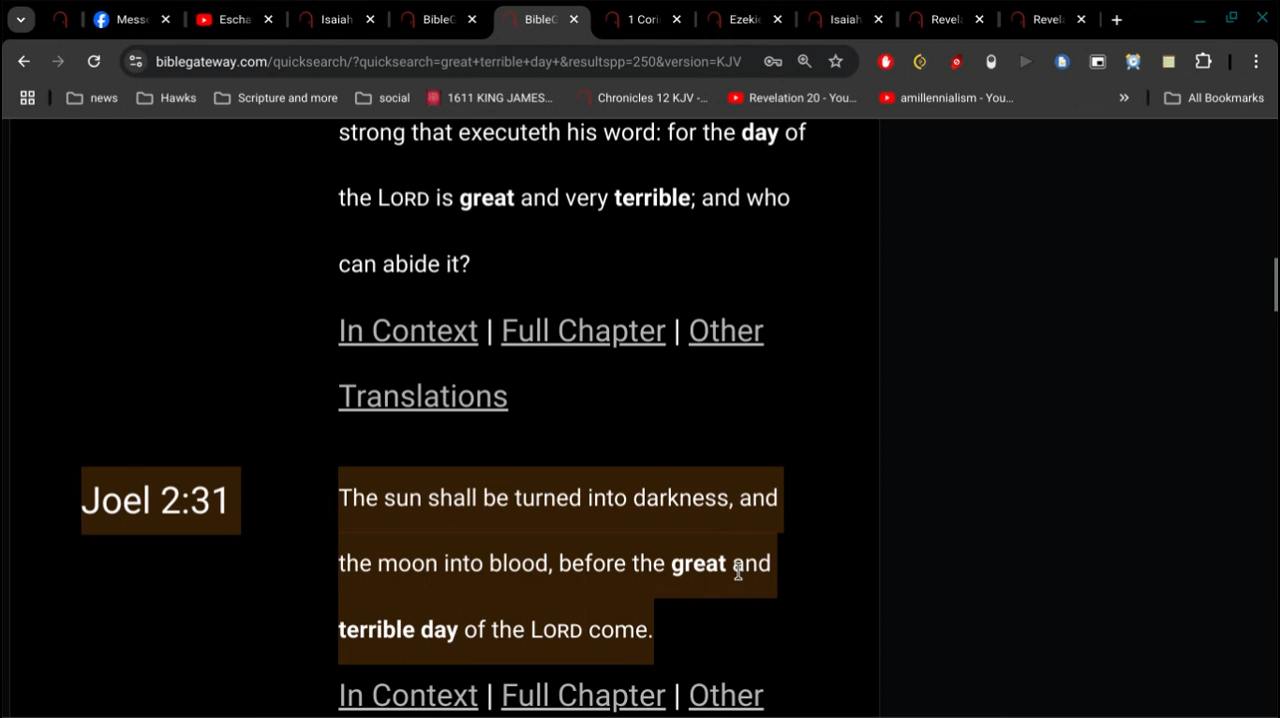 Mess
Escha
Isaiah
BibleG
BibleG
1 Cori
Ezekie
Isaiah
Revela
Revela
biblegateway.com/quicksearch/?quicksearch=great+terrible+day+&resultspp=250&version=KJV
news
Hawks
Scripture and more
social
1611 KING JAMES...
Chronicles 12 KJV -...
Revelation 20 - You...
amillennialism - You...
»
All Bookmarks
strong that executeth his word: for the day of
the LORD is great and very terrible; and who
can abide it?
In Context | Full Chapter | Other
Translations
Joel 2:31
The sun shall be turned into darkness, and
the moon into blood, before the great and
terrible day of the LORD come.
In Context | Full Chapter | Other